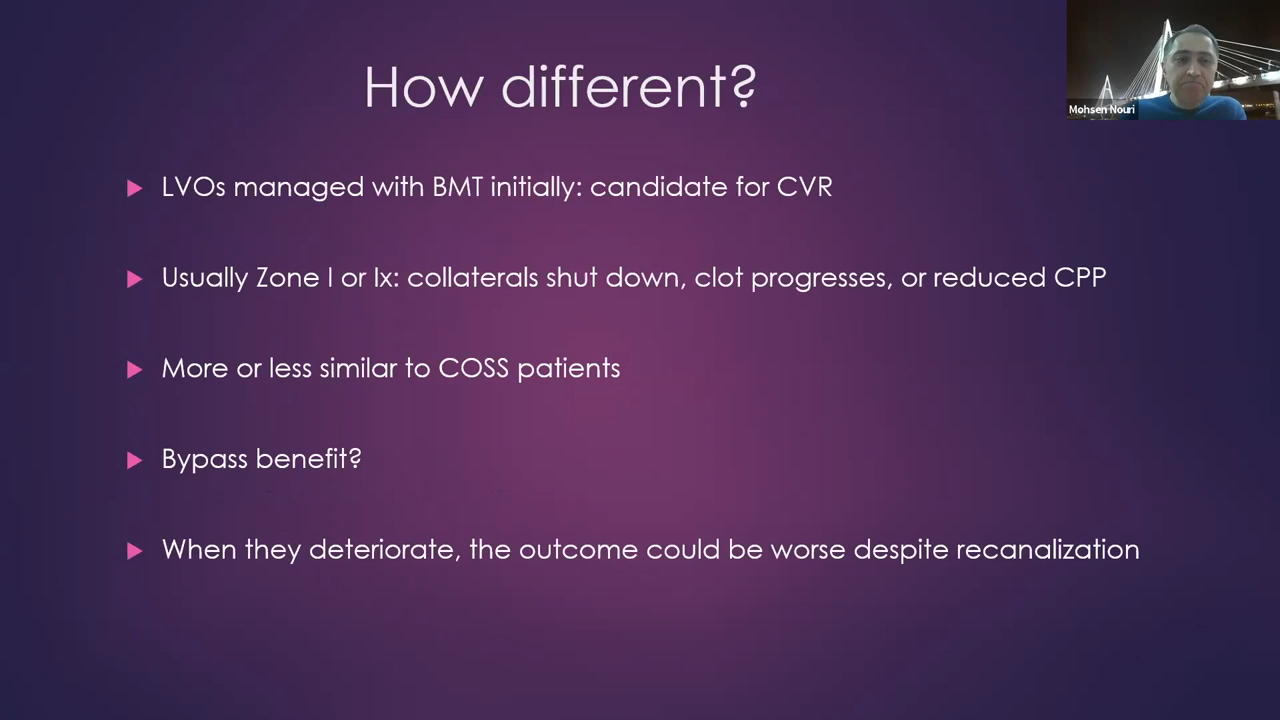 How different?
Mohsen Nouri
LVOs managed with BMT initially: candidate for CVR
Usually Zone I or Ix: collaterals shut down, clot progresses, or reduced CPP
More or less similar to COSS patients
Bypass benefit?
When they deteriorate, the outcome could be worse despite recanalization